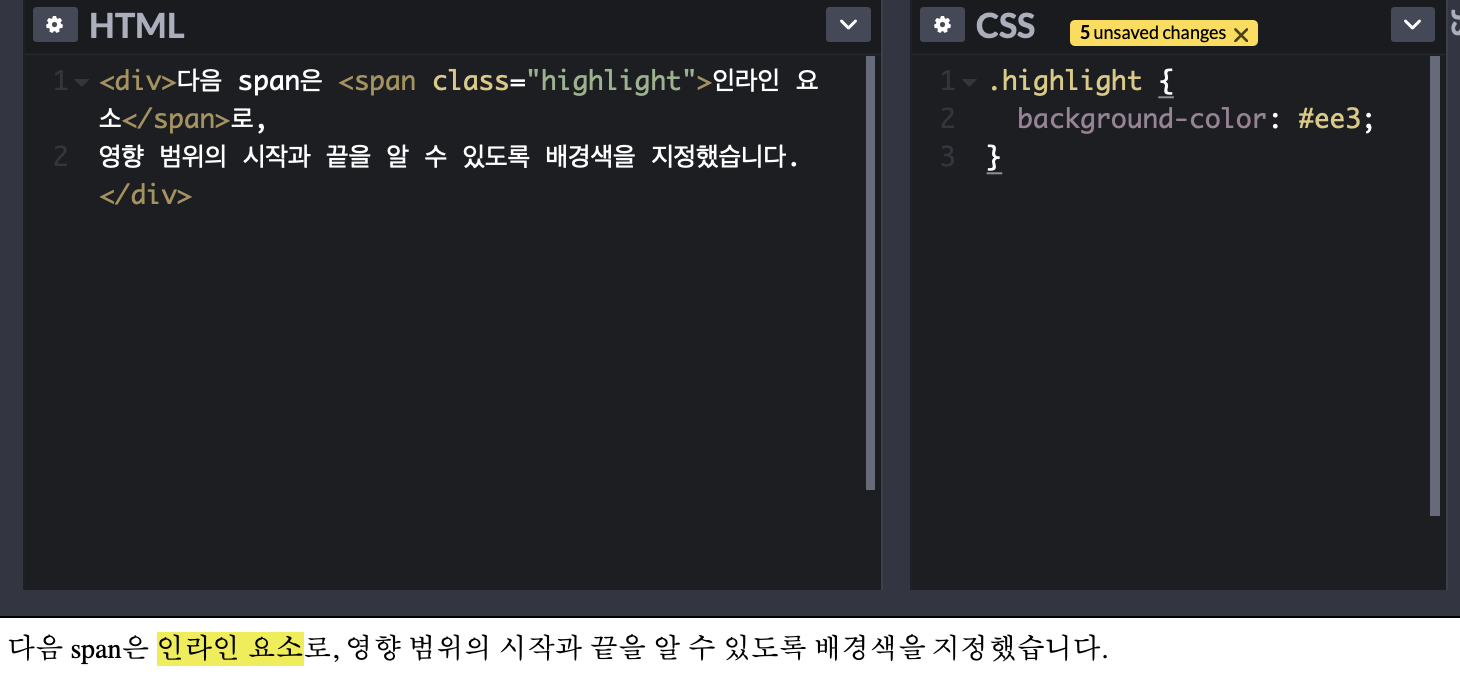 HTML
1 <div>다음 span은 <span class="highlight">인라인 요
소</span>로,
2 영향 범위의 시작과 끝을 알 수 있도록 배경색을 지정했습니다.
</div>
CSS 5 unsaved changes
1 .highlight {
2 background-color: #ee3;
3 }
다음 span은 인라인 요소로, 영향 범위의 시작과 끝을 알 수 있도록 배경색을 지정했습니다.